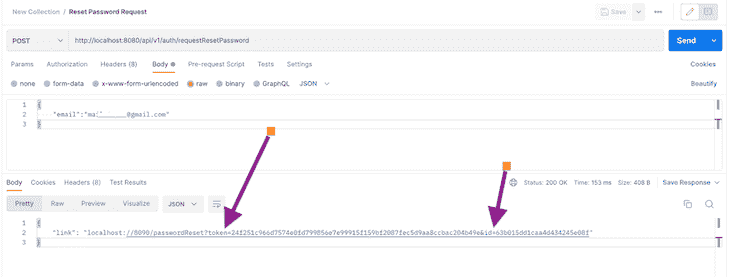 New Collection / Reset Password Request
Save
POST http://localhost:8080/api/v1/auth/requestResetPassword
Send
Params Authorization Headers (8) Body Pre-request Script Tests Settings Cookies
none form-data x-www-form-urlencoded raw binary GraphQL JSON Beautify
1
2 "email":"mai_______@gmail.com"
3
Body Cookies Headers (8) Test Results Status: 200 OK Time: 153 ms Size: 408 B Save Response
Pretty Raw Preview Visualize JSON
1
2 "link": "localhost://8090/passwordReset?token=24f251c966d7574e0fd799856e7e99915f159bf2087fec5d9aa8ccbac204b49e&id=63b015dd1caa4d434245e08f"
3